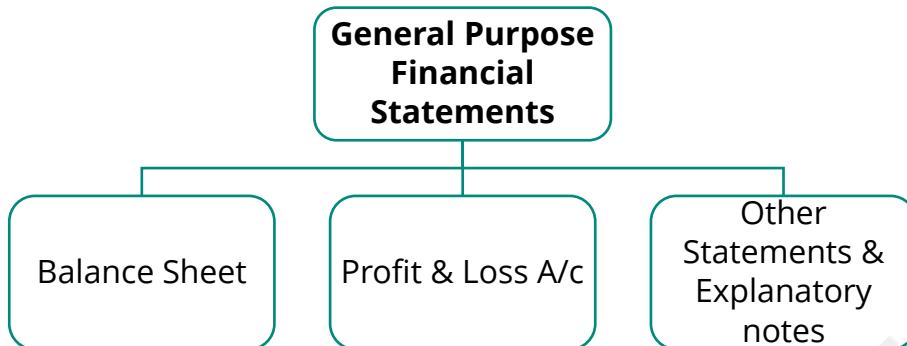 General Purpose
Financial
Statements
Balance Sheet
Profit & Loss A/c
Other
Statements &
Explanatory
notes